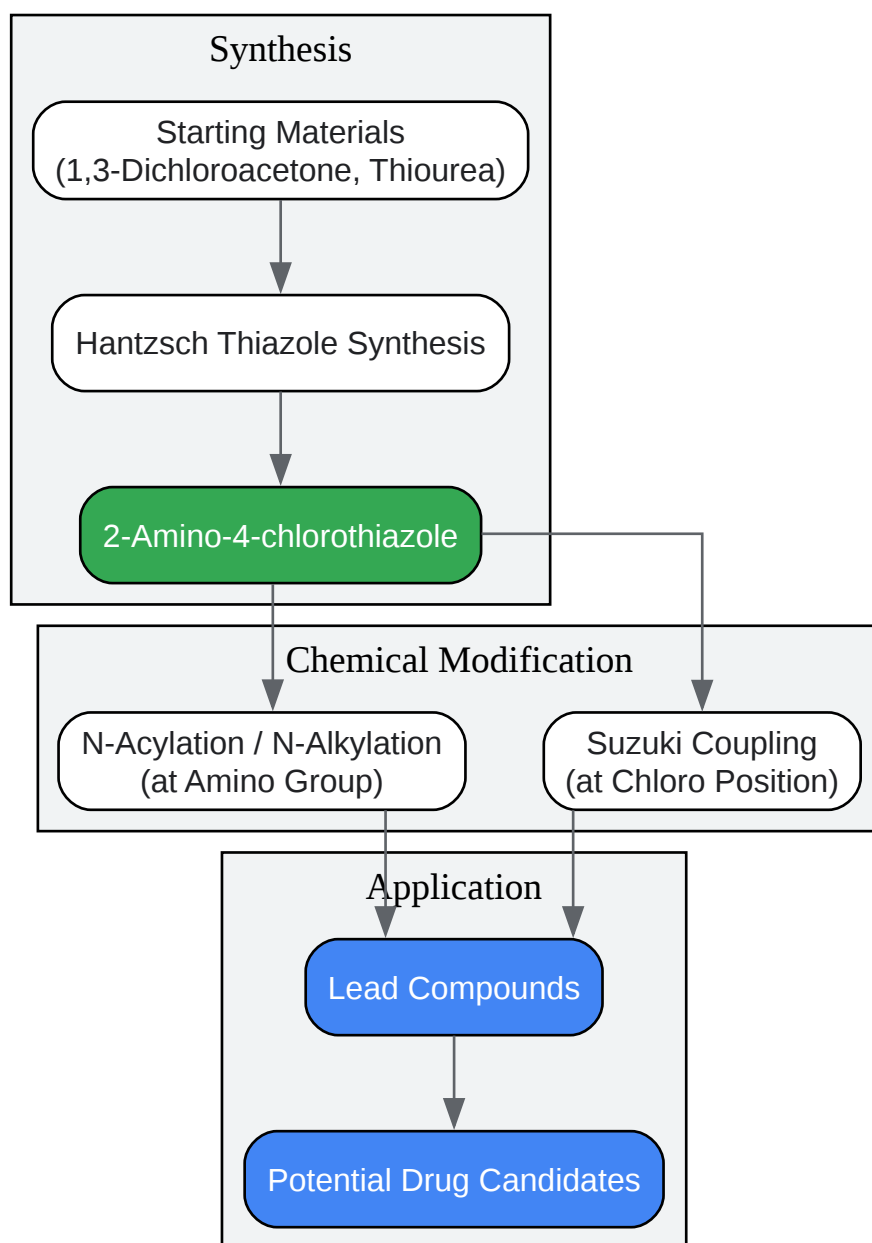 Synthesis
Starting Materials
(1,3-Dichloroacetone, Thiourea)
Hantzsch Thiazole Synthesis
2-Amino-4-chlorothiazole
Chemical Modification
N-Acylation / N-Alkylation
(at Amino Group)
Suzuki Coupling
(at Chloro Position)
Application
Lead Compounds
Potential Drug Candidates